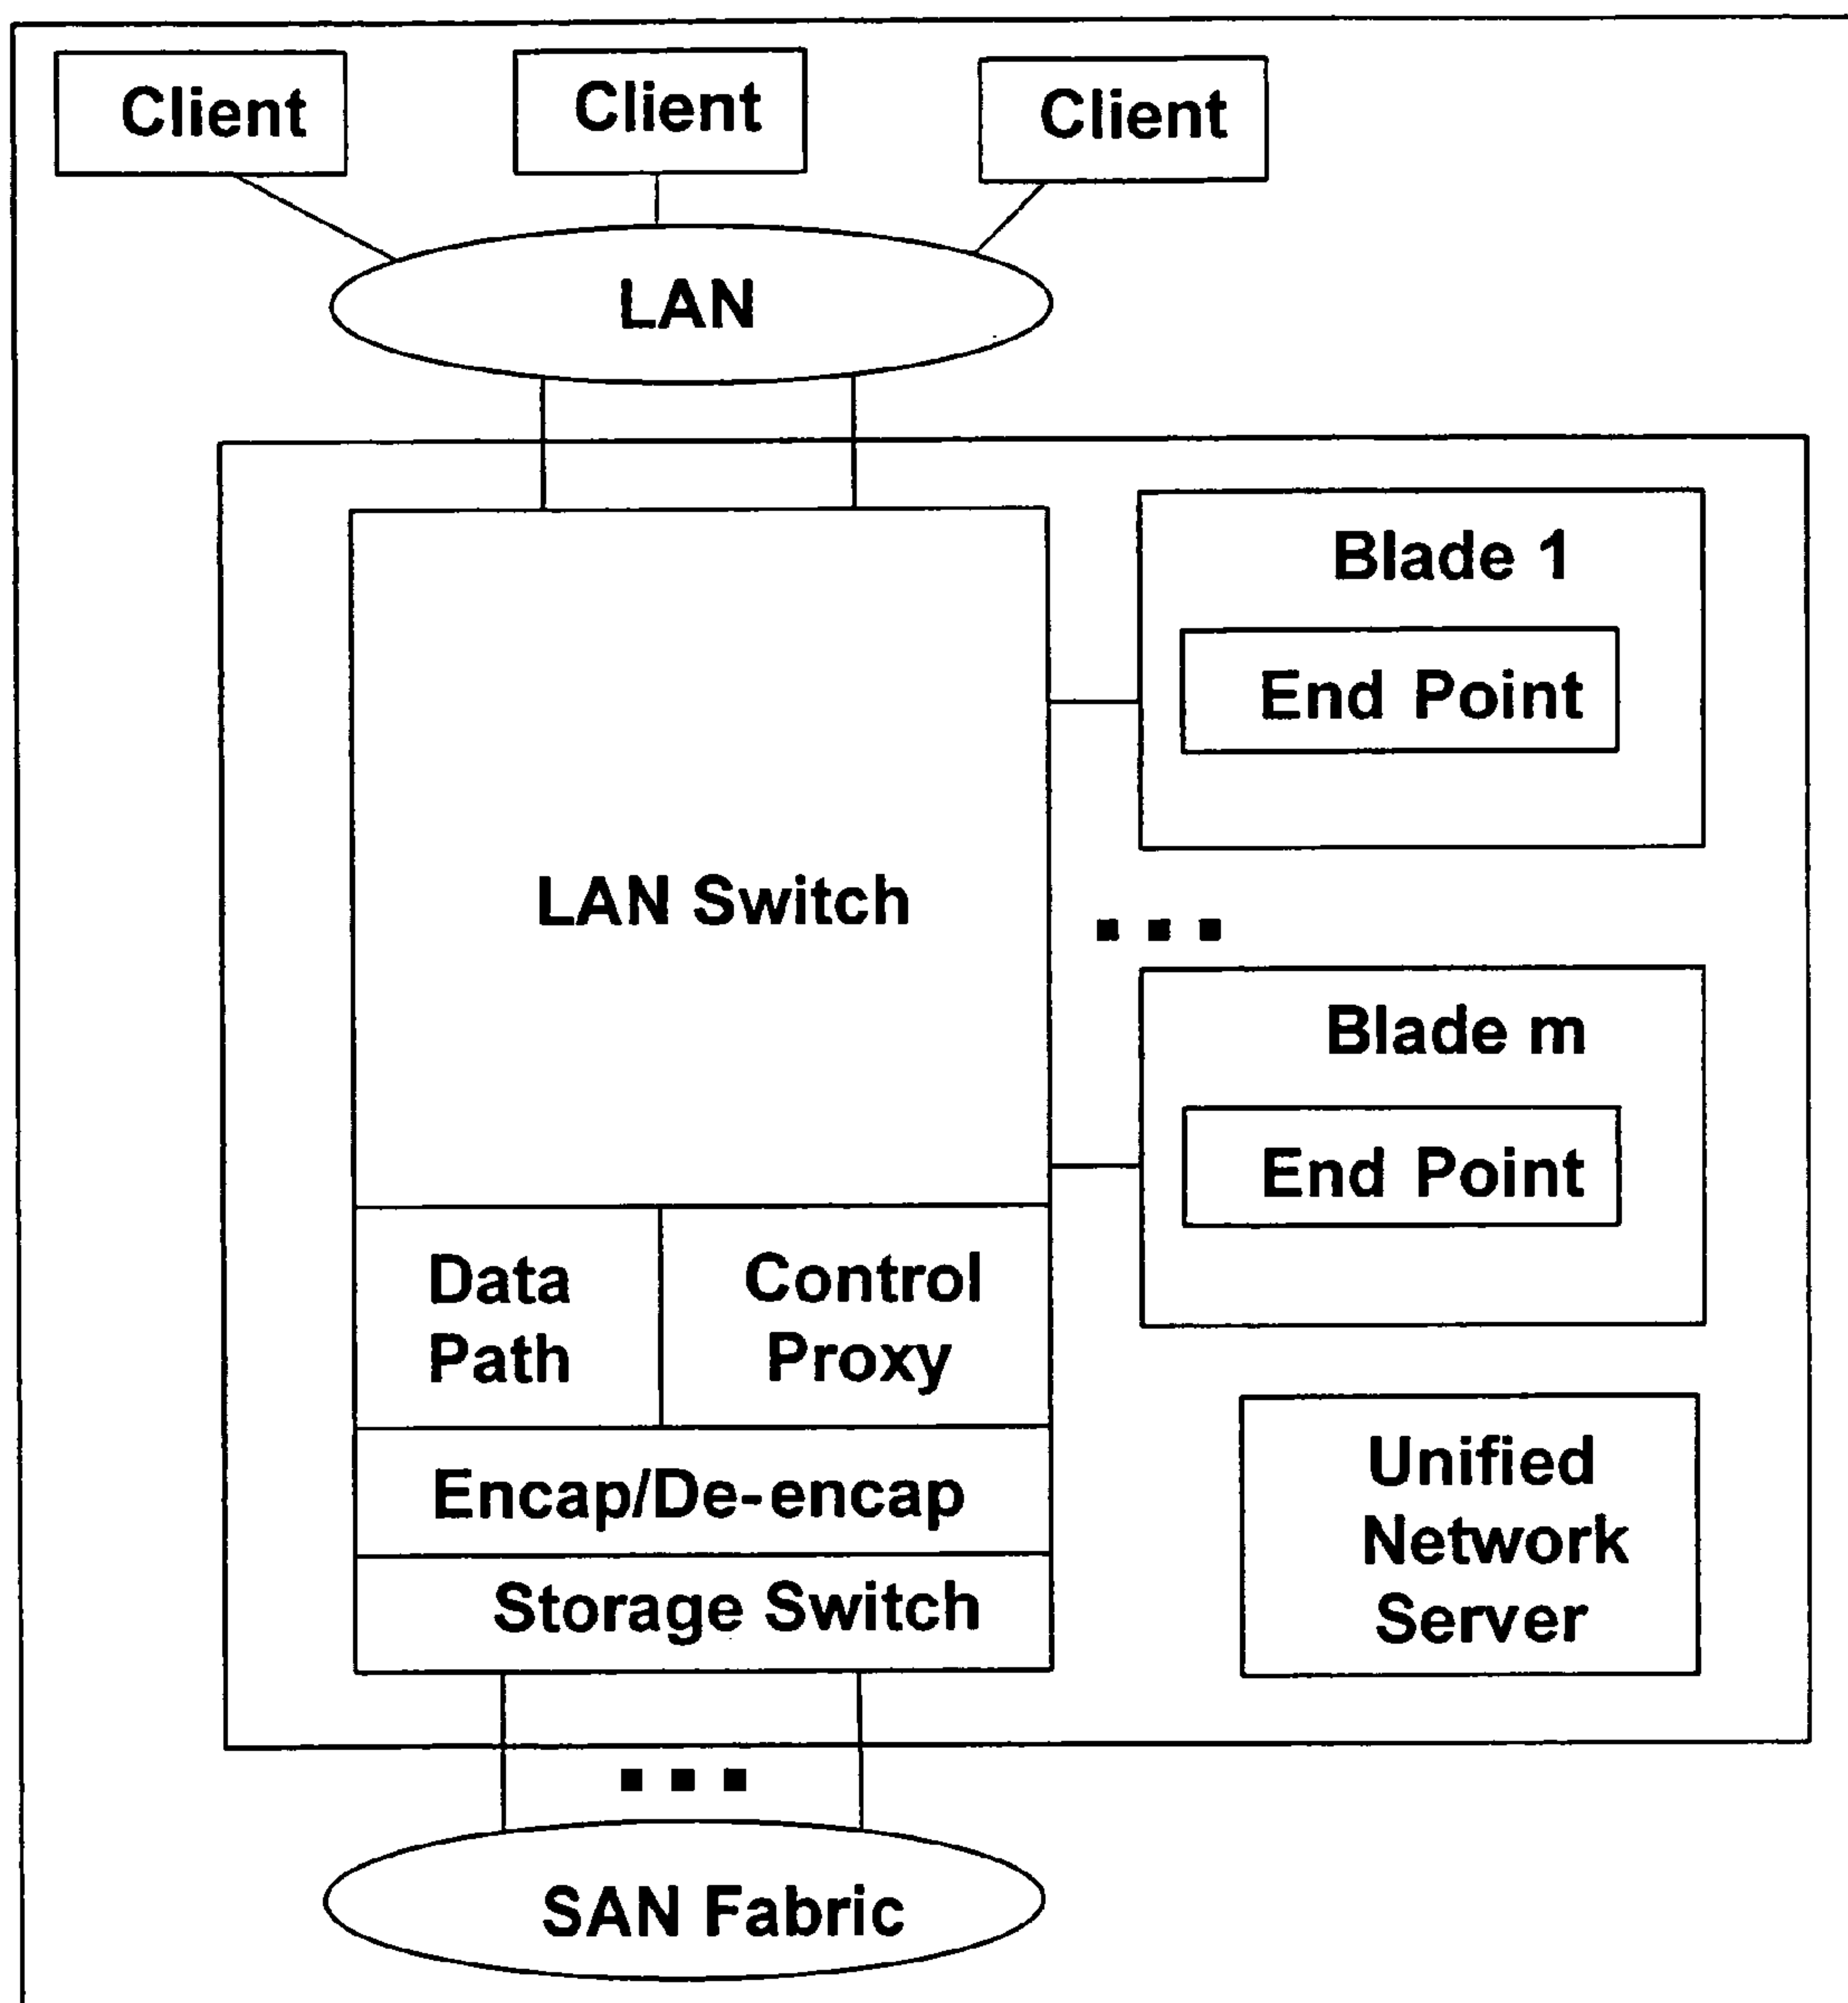 Client
Client
Client
LAN
Blade 1
End Point
LAN Switch
Blade m
End Point
Data
Path
Control
Proxy
Encap/De-encap
Storage Switch
Unified
Network
Server
SAN Fabric